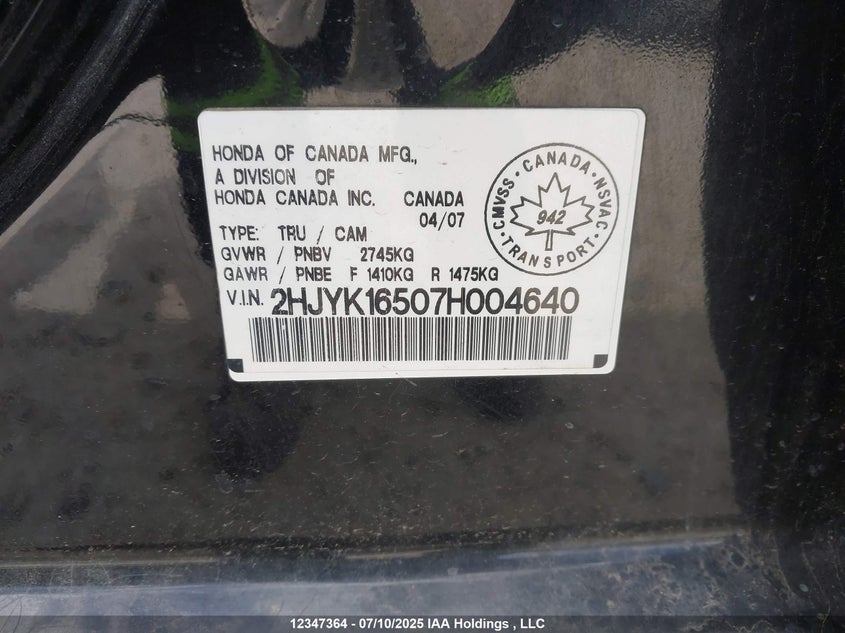 HONDA OF CANADA MFG.,
A DIVISION OF
HONDA CANADA INC. CANADA
04/07
TYPE: TRU / CAM
GVWR / PNBV 2745KG
GAWR / PNBE F 1410KG R 1475KG
V.I.N. 2HJYK16507H004640
CMVSS · CANADA · NSVAC
942
· TRANSPORT ·
12347364 - 07/10/2025 IAA Holdings , LLC